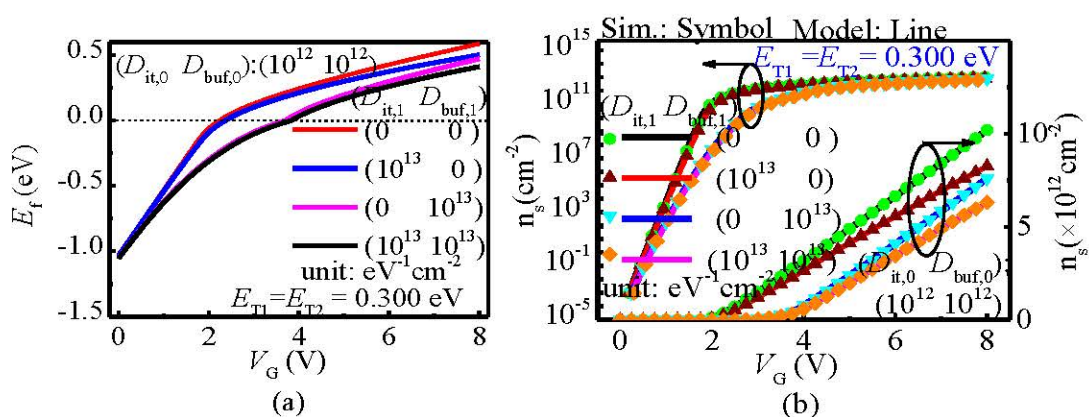 0.5
0.0
-0.5
-1.0
-1.5
E_f (eV)
(D_it,0 D_buf,0):(10^12 10^12)
(D_it,1 D_buf,1)
(0 0)
(10^13 0)
(0 10^13)
(10^13 10^13)
unit: eV^-1cm^-2
E_T1=E_T2 = 0.300 eV
0 2 4 6 8
V_G (V)
(a)
Sim.: Symbol Model: Line
E_T1 =E_T2 = 0.300 eV
10^15
10^11
10^7
10^3
10^-1
10^-5
n_s(cm^-2)
(D_it,1 D_buf,1)
(0 0)
(10^13 0)
(0 10^13)
(10^13 10^13)
unit: eV^-1cm^-2
(D_it,0 D_buf,0):
(10^12 10^12)
10
5
0
n_s(×10^12cm^-2)
0 2 4 6 8
V_G (V)
(b)